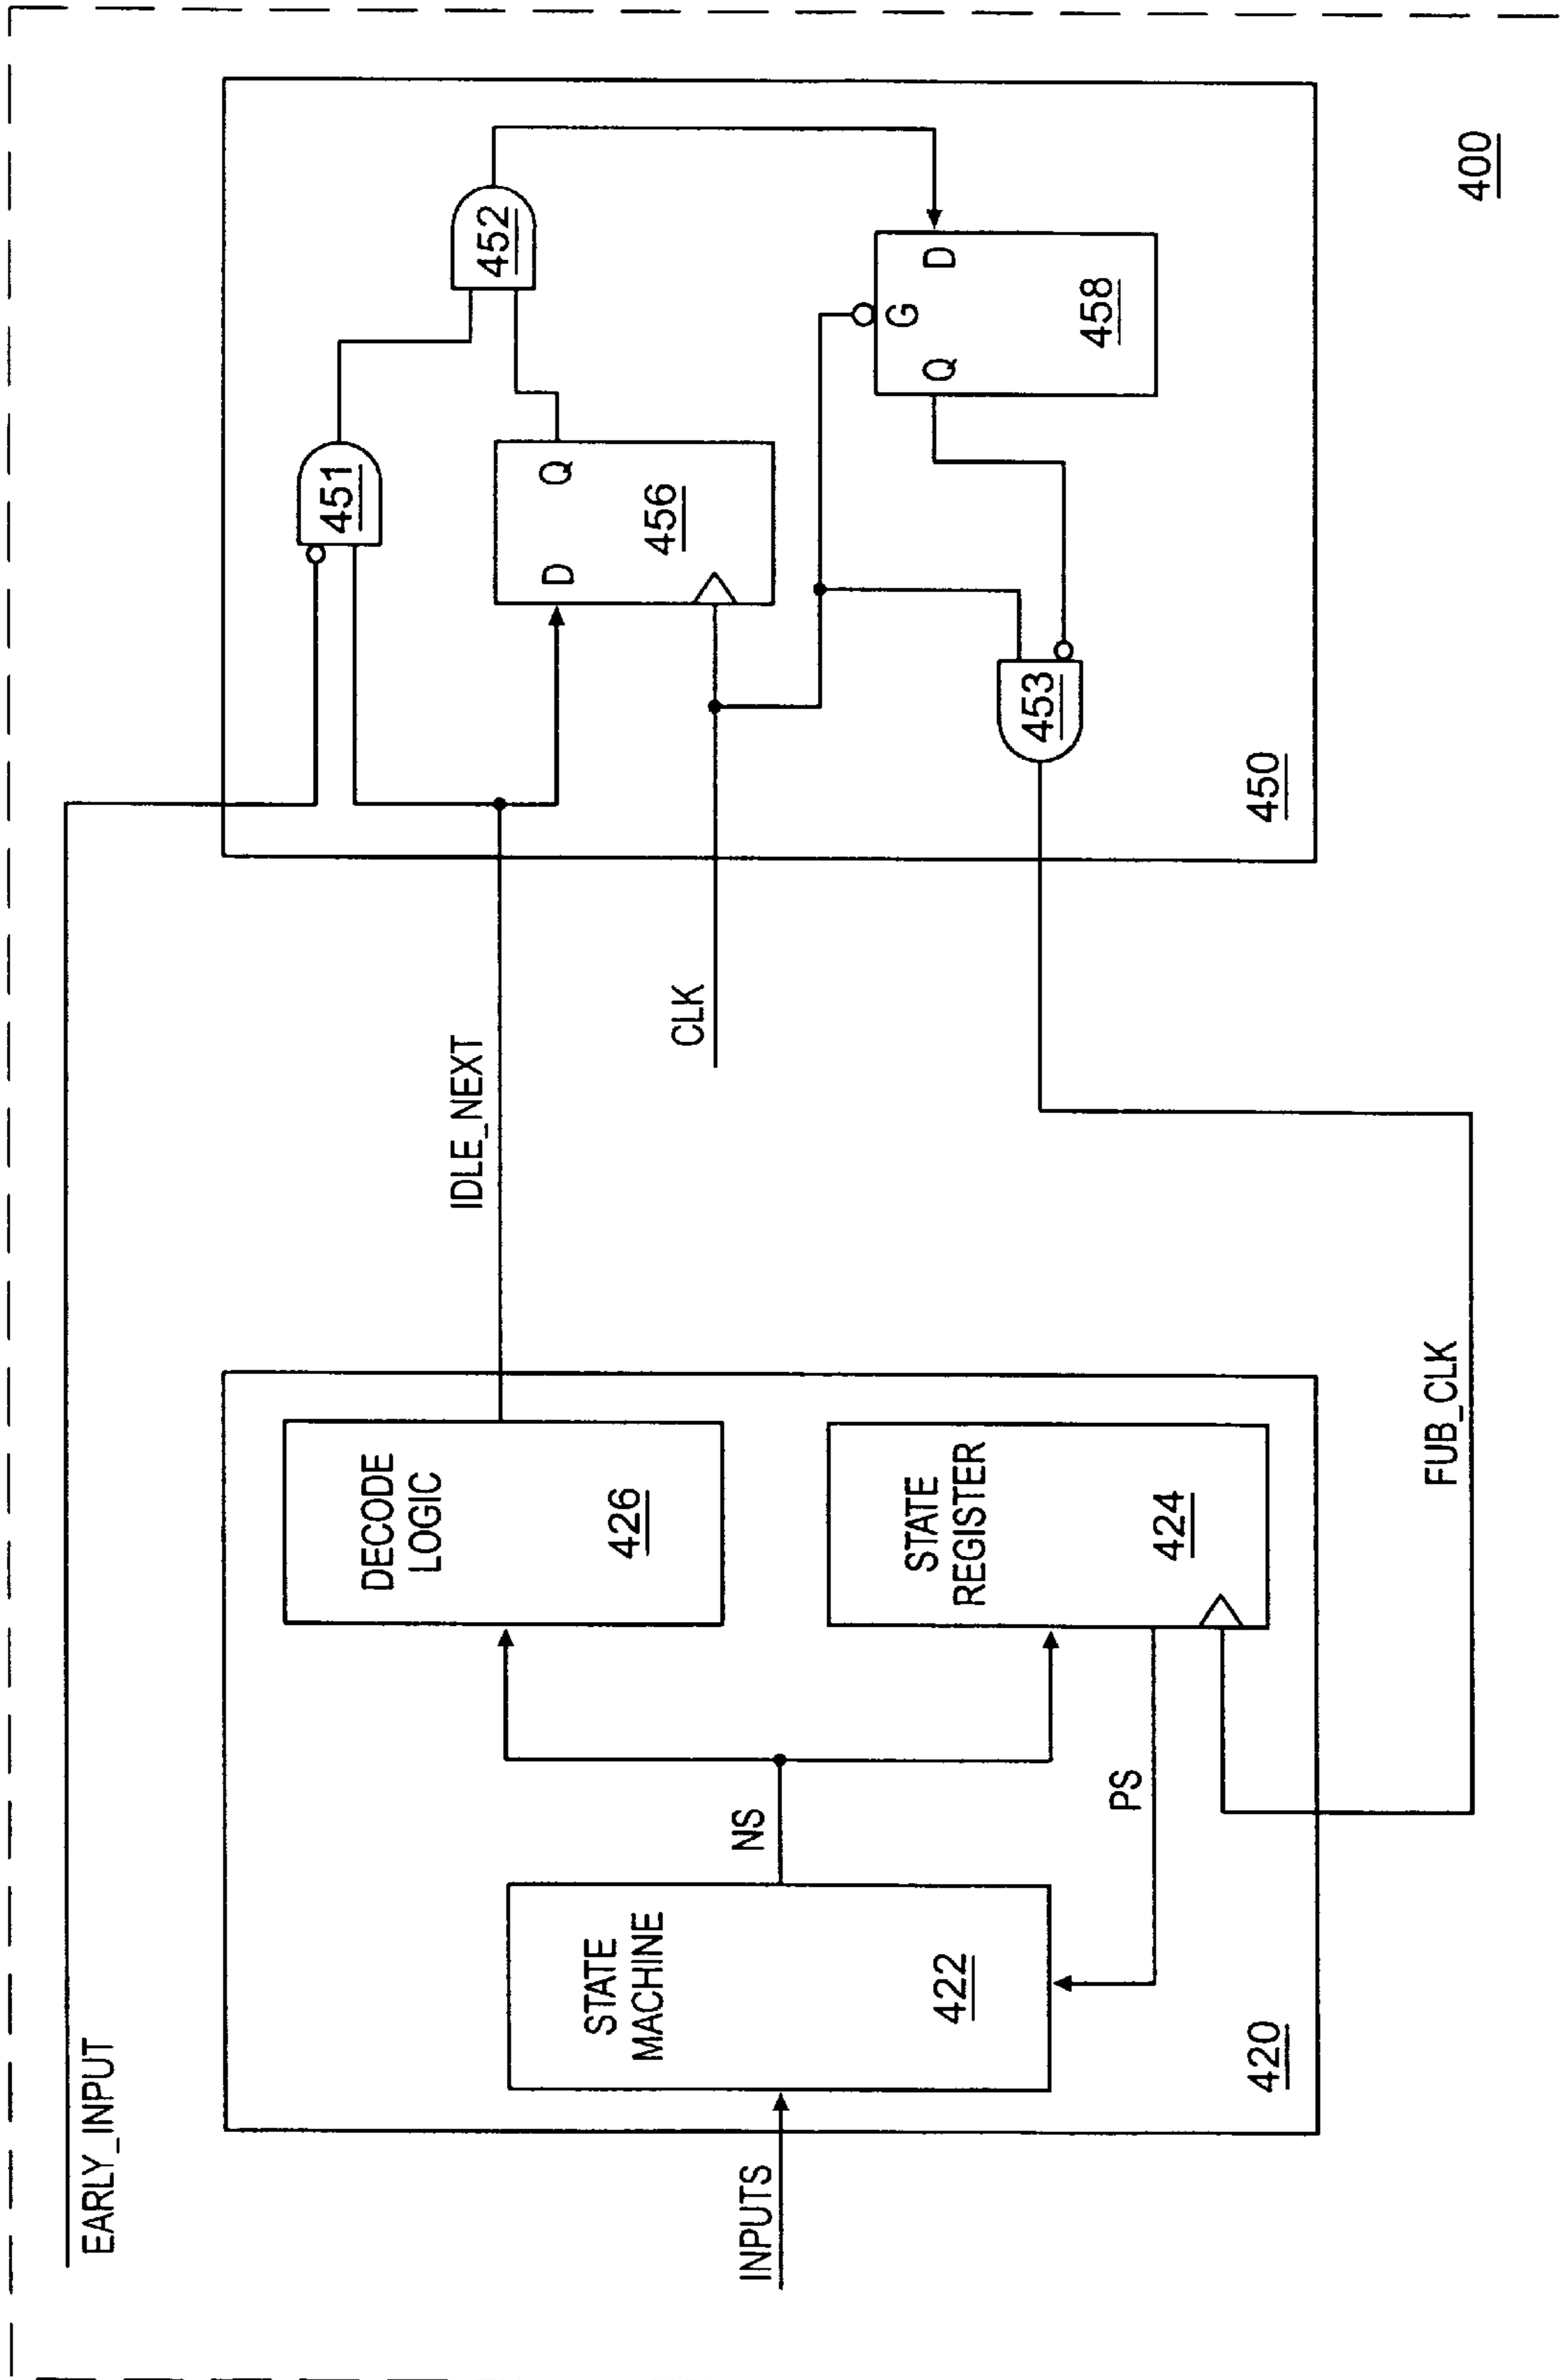 EARLY_INPUT
INPUTS
STATE
MACHINE
422
NS
PS
DECODE
LOGIC
426
STATE
REGISTER
424
420
IDLE_NEXT
CLK
FUB_CLK
451
452
D
Q
456
G
Q
D
458
453
450
400